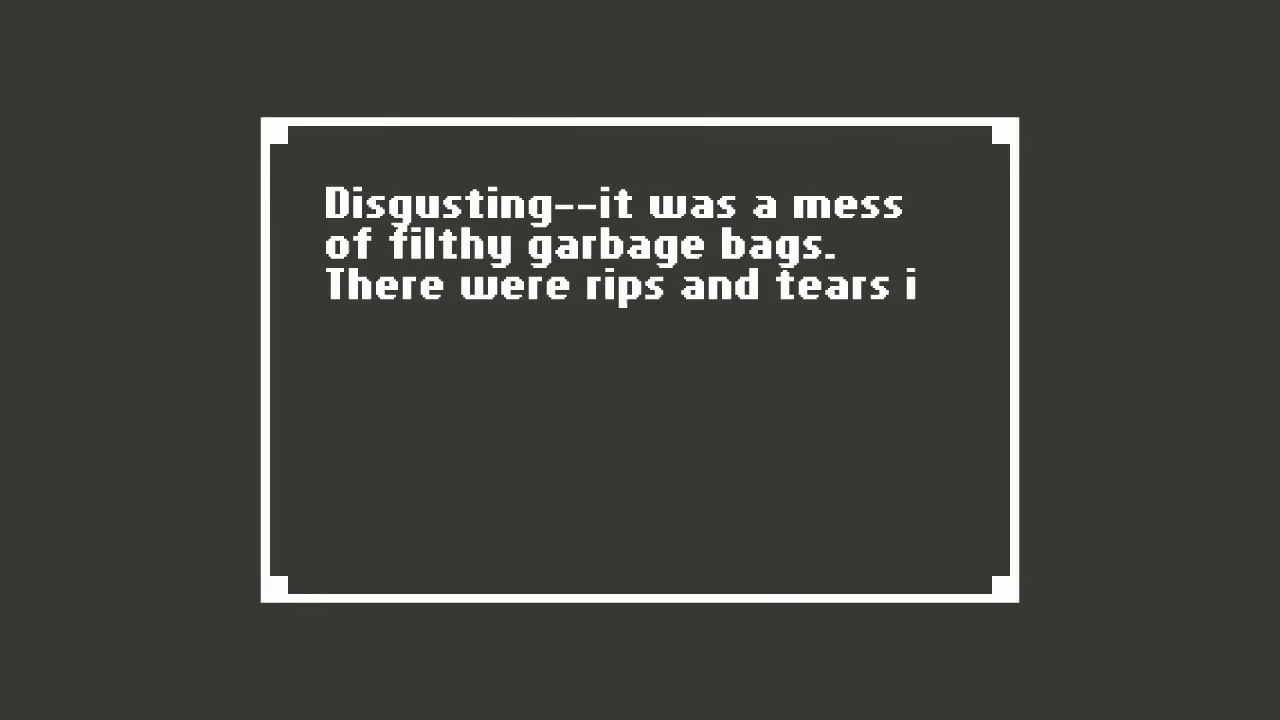 Disgusting--it was a mess
of filthy garbage bags.
There were rips and tears i